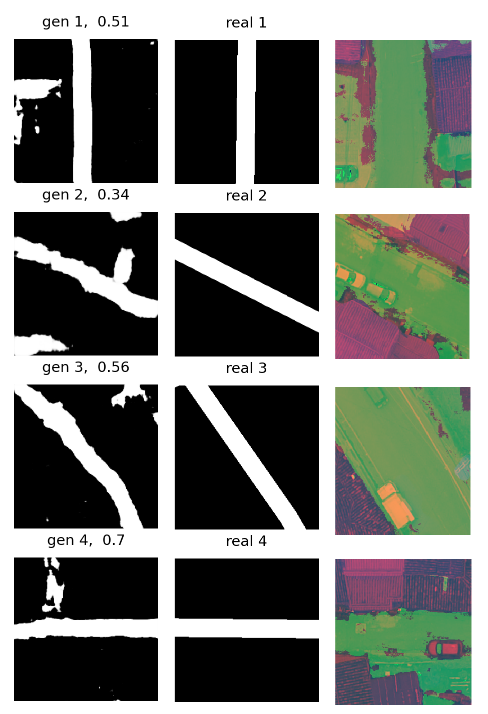 gen 1,  0.51
real 1
gen 2,  0.34
real 2
gen 3,  0.56
real 3
gen 4,  0.7
real 4